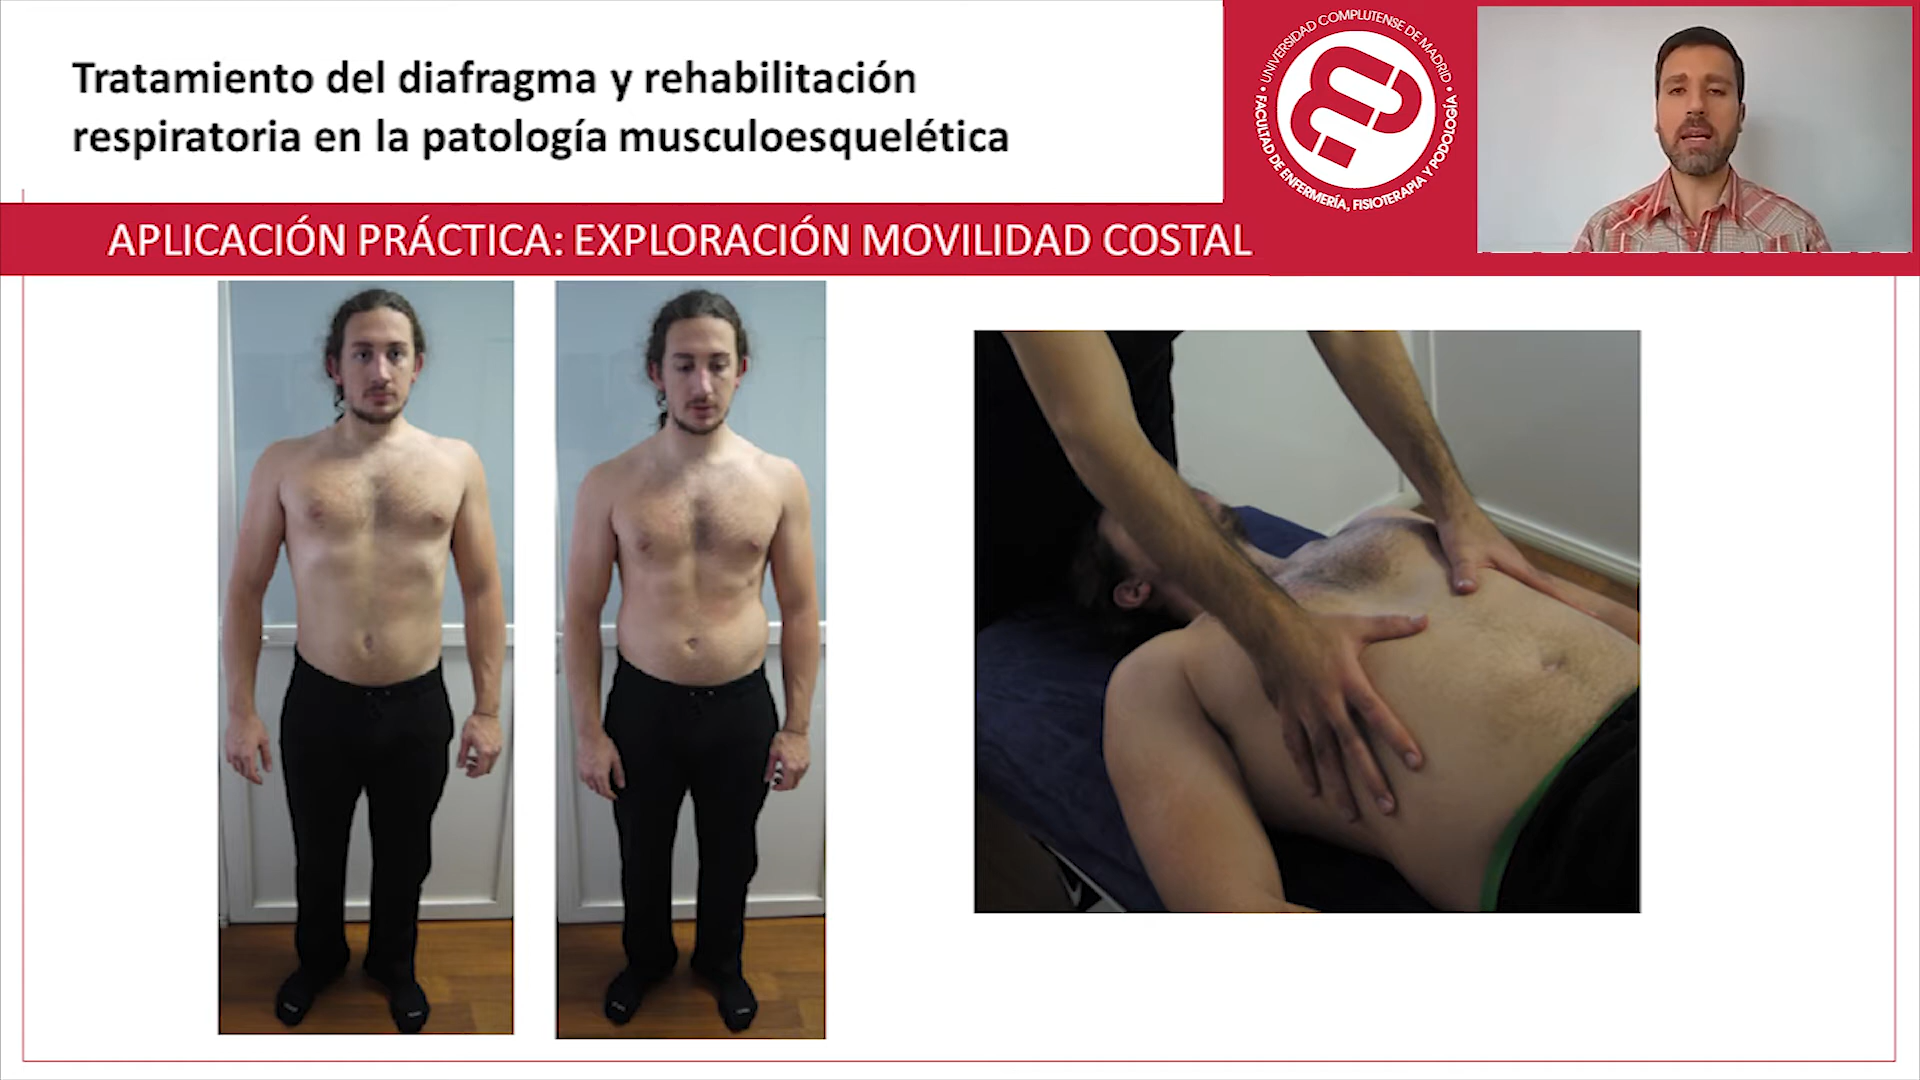 Tratamiento del diafragma y rehabilitación
respiratoria en la patología musculoesquelética
• UNIVERSIDAD COMPLUTENSE DE MADRID •
FACULTAD DE ENFERMERÍA, FISIOTERAPIA Y PODOLOGÍA
APLICACIÓN PRÁCTICA: EXPLORACIÓN MOVILIDAD COSTAL